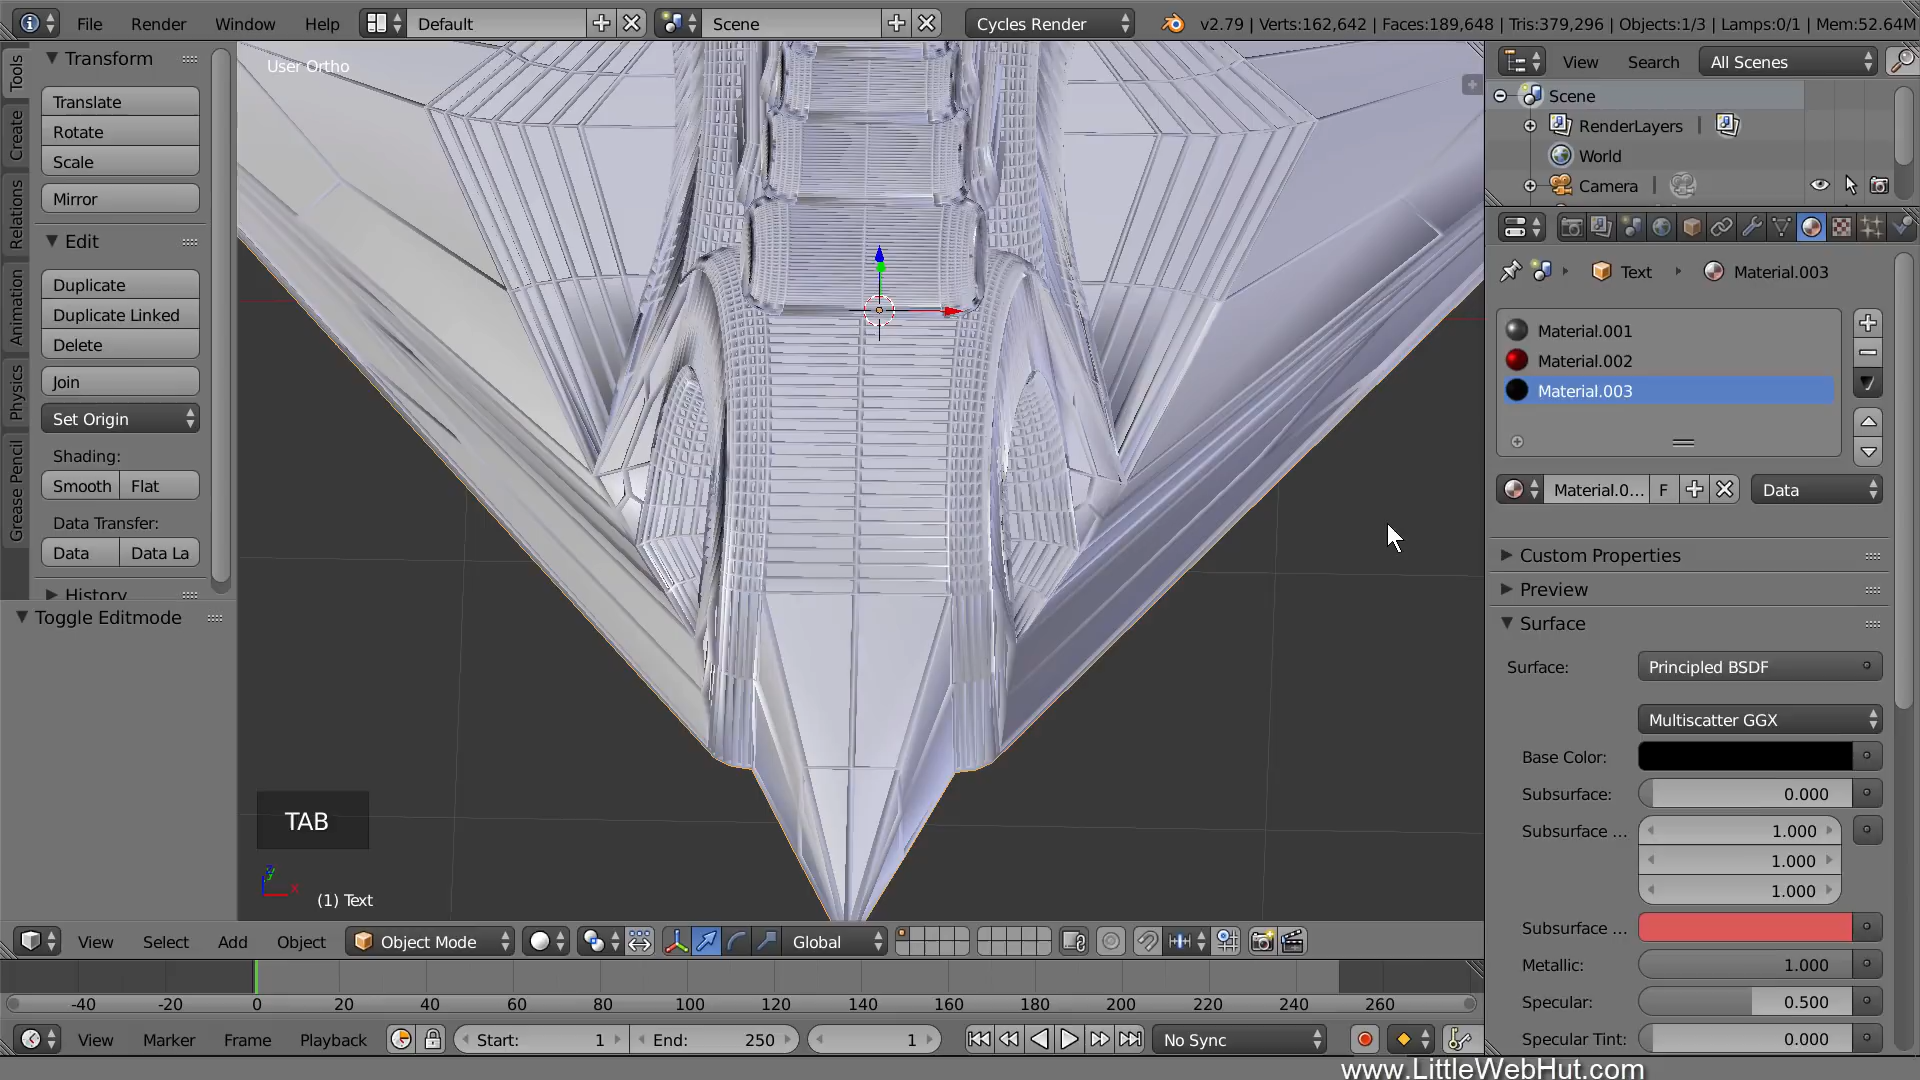 File Render Window Help Default Scene Cycles Render v2.79 | Verts:162,642 | Faces:189,648 | Tris:379,296 | Objects:1/3 | Lamps:0/1 | Mem:52.64M
Tools
Create
Relations
Animation
Physics
Grease Pencil
Transform
Translate
Rotate
Scale
Mirror
Edit
Duplicate
Duplicate Linked
Delete
Join
Set Origin
Shading:
Smooth Flat
Data Transfer:
Data Data La
History
Toggle Editmode
User Ortho
TAB
z
y
x
(1) Text
View Search All Scenes
Scene
RenderLayers
World
Camera
Text Material.003
Material.001
Material.002
Material.003
Material.0... F Data
Custom Properties
Preview
Surface
Surface: Principled BSDF
Multiscatter GGX
Base Color:
Subsurface: 0.000
Subsurface ... 1.000
1.000
1.000
Subsurface ...
Metallic: 1.000
Specular: 0.500
Specular Tint: 0.000
View Select Add Object Object Mode Global
-40 -20 0 20 40 60 80 100 120 140 160 180 200 220 240 260
View Marker Frame Playback Start: 1 End: 250 1 No Sync
www.LittleWebHut.com